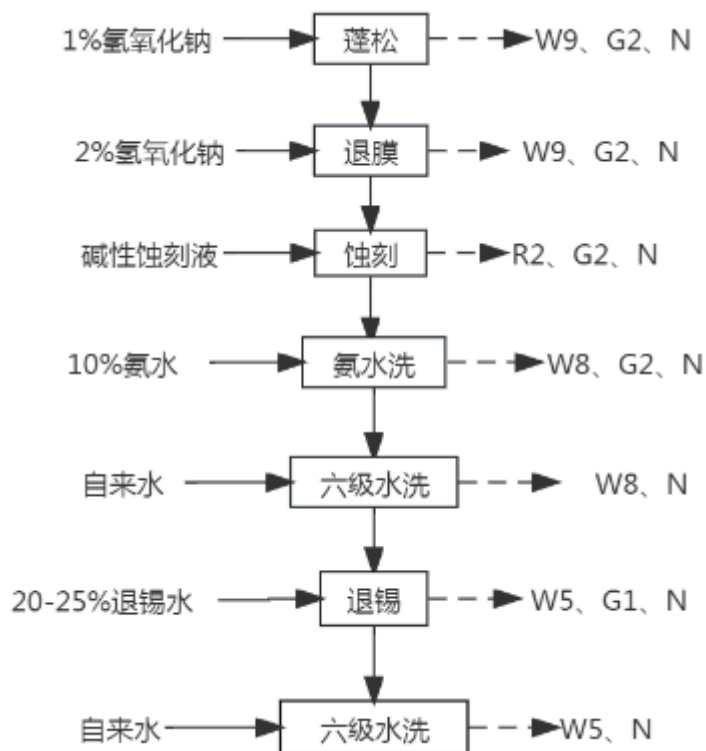 1%氢氧化钠 蓬松 W9、G2、N
2%氢氧化钠 退膜 W9、G2、N
碱性蚀刻液 蚀刻 R2、G2、N
10%氨水 氨水洗 W8、G2、N
自来水 六级水洗 W8、N
20-25%退锡水 退锡 W5、G1、N
自来水 六级水洗 W5、N